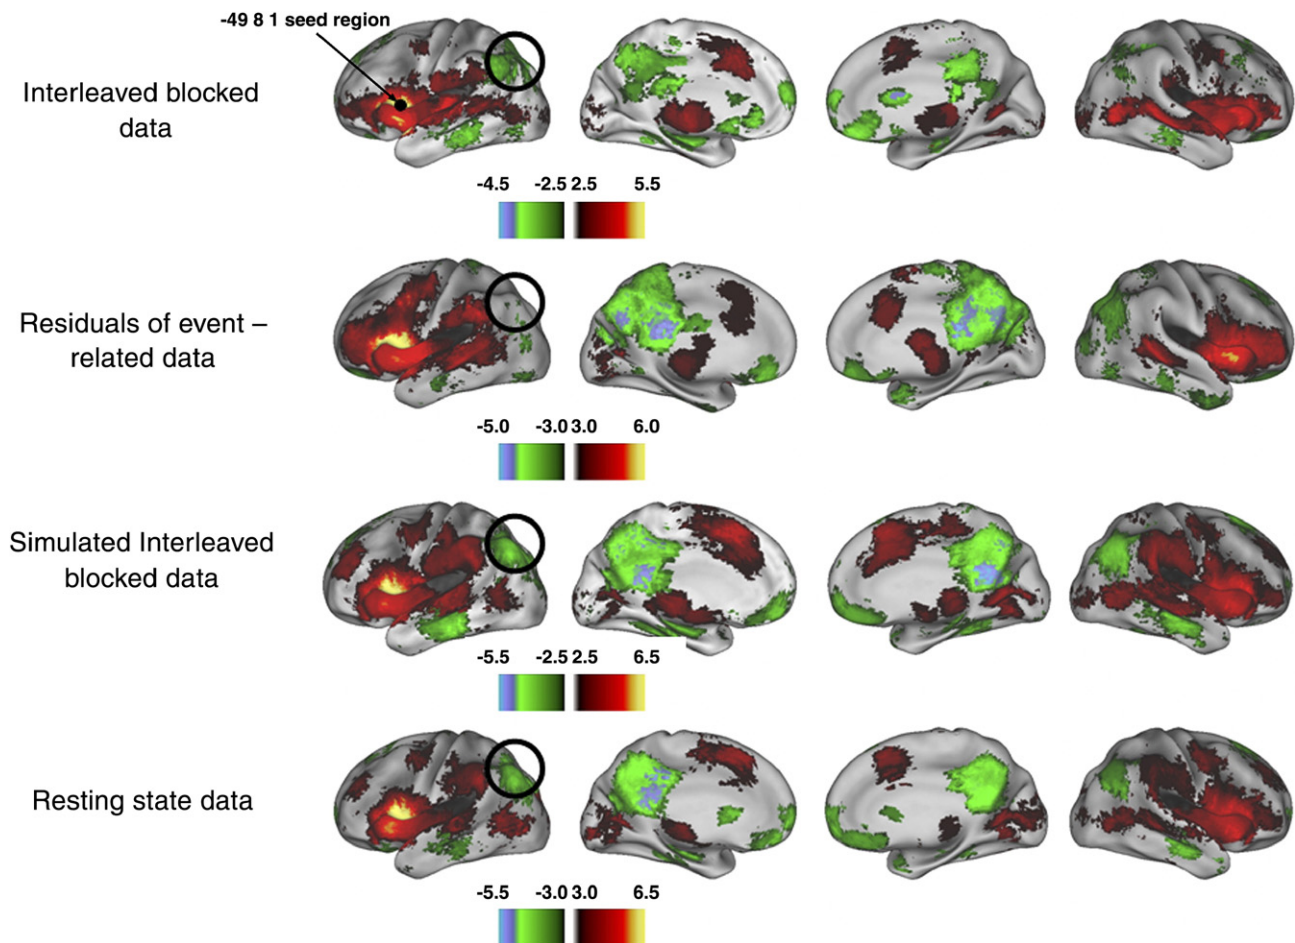 -49 8 1 seed region
Interleaved blocked
data
-4.5 -2.5 2.5 5.5
Residuals of event –
related data
-5.0 -3.0 3.0 6.0
Simulated Interleaved
blocked data
-5.5 -2.5 2.5 6.5
Resting state data
-5.5 -3.0 3.0 6.5